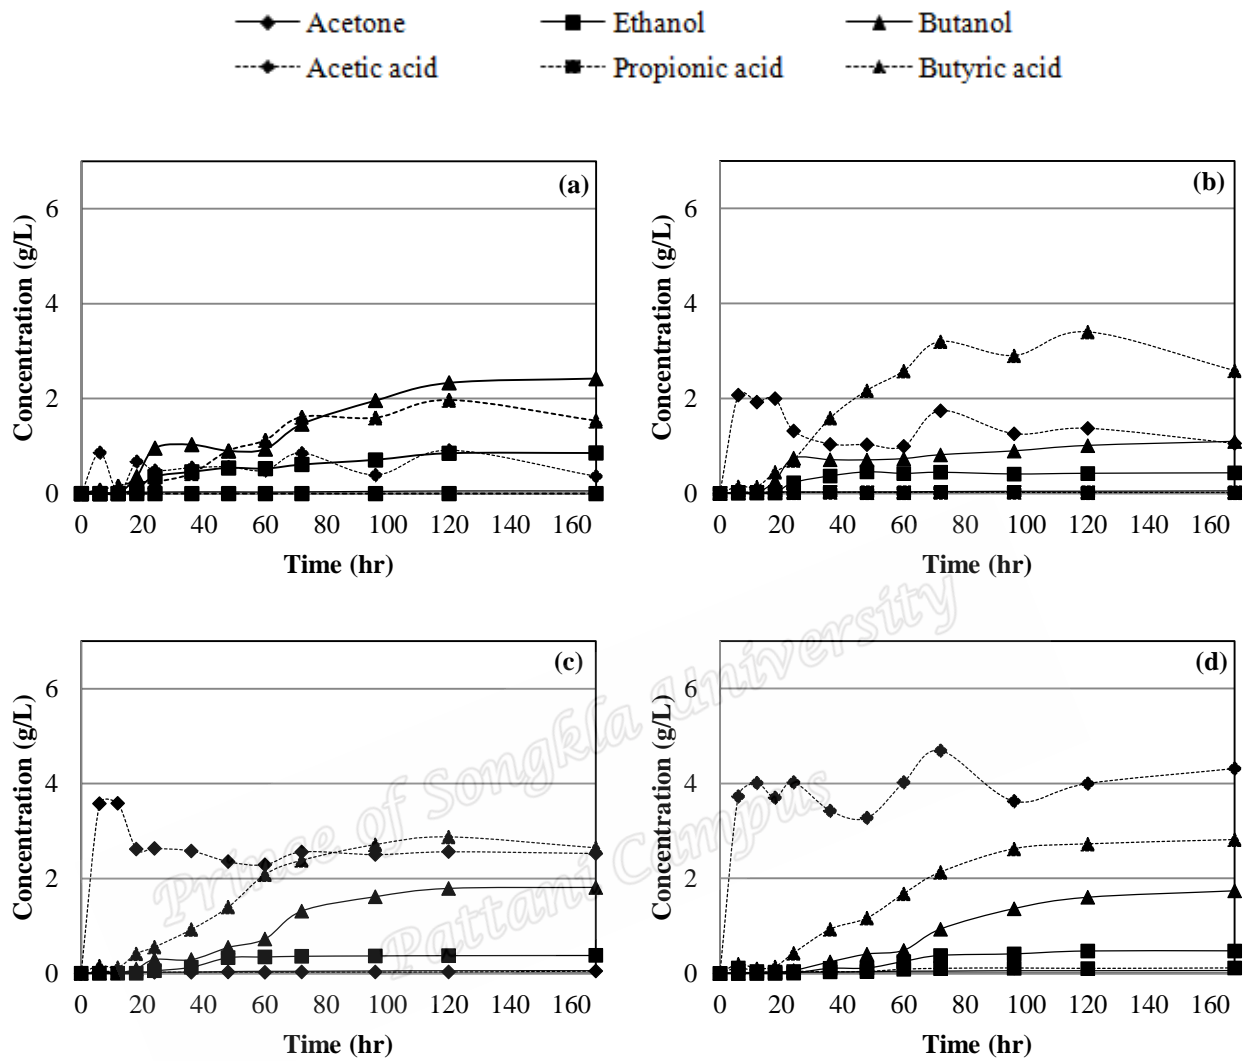 Acetone Ethanol Butanol
Acetic acid Propionic acid Butyric acid
(a)
Concentration (g/L)
6
4
2
0
0 20 40 60 80 100 120 140 160
Time (hr)
(b)
Concentration (g/L)
6
4
2
0
0 20 40 60 80 100 120 140 160
Time (hr)
(c)
Concentration (g/L)
6
4
2
0
0 20 40 60 80 100 120 140 160
Time (hr)
(d)
Concentration (g/L)
6
4
2
0
0 20 40 60 80 100 120 140 160
Time (hr)
Prince of Songkla University
Pattani Campus